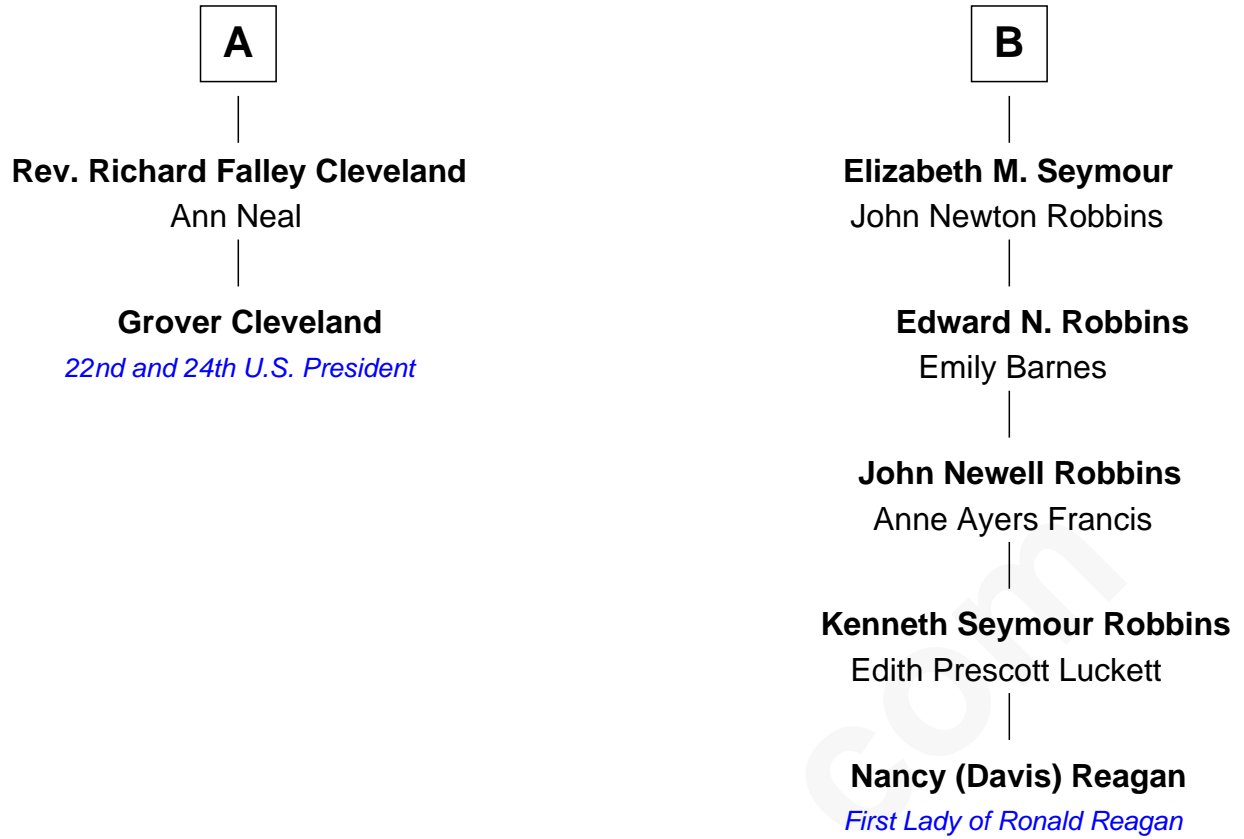 A
Rev. Richard Falley Cleveland
Ann Neal
Grover Cleveland
22nd and 24th U.S. President
B
Elizabeth M. Seymour
John Newton Robbins
Edward N. Robbins
Emily Barnes
John Newell Robbins
Anne Ayers Francis
Kenneth Seymour Robbins
Edith Prescott Luckett
Nancy (Davis) Reagan
First Lady of Ronald Reagan
com